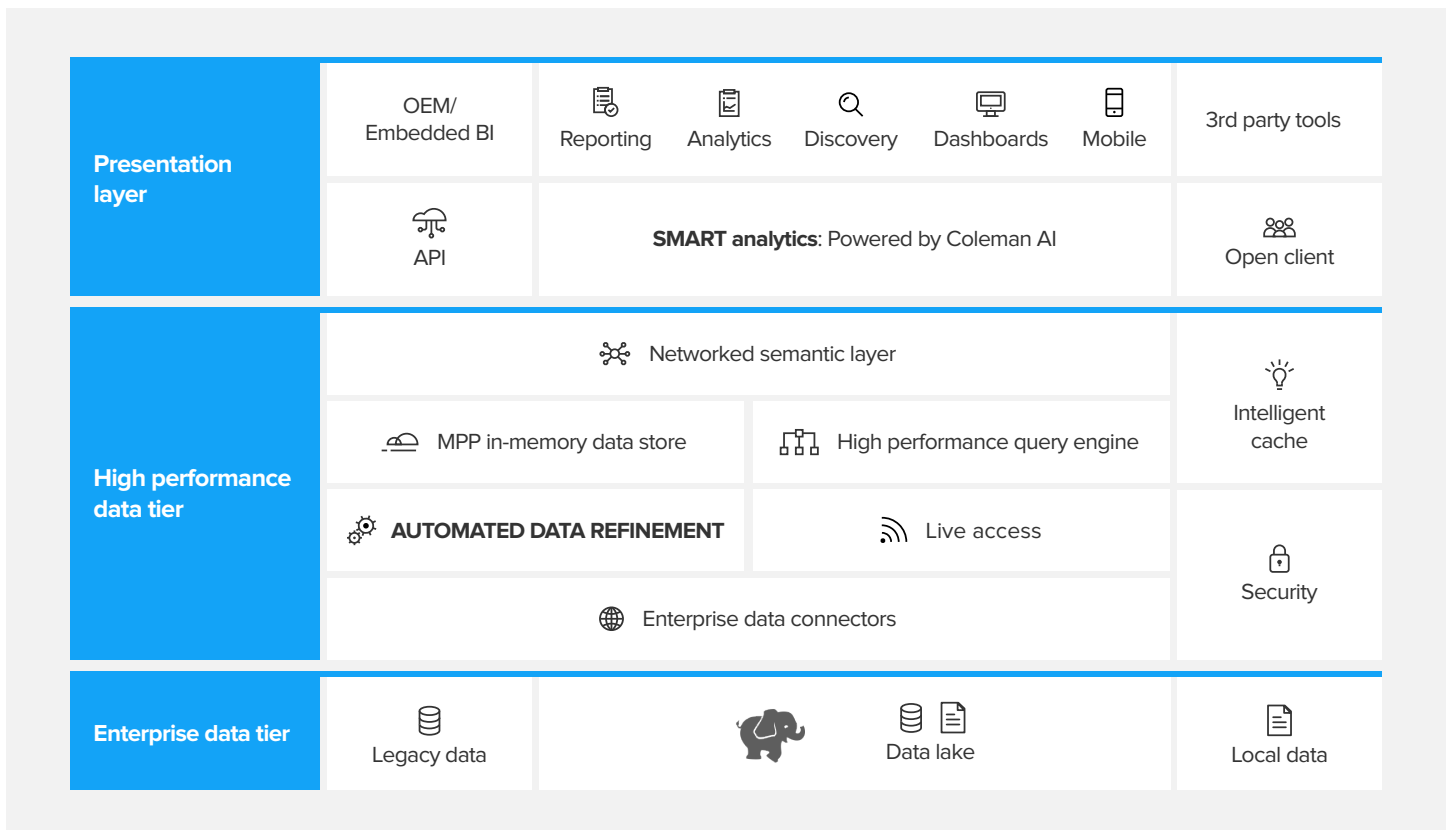 Presentation
layer
OEM/
Embedded BI
Reporting
Analytics
Discovery
Dashboards
Mobile
3rd party tools
API
SMART analytics: Powered by Coleman AI
Open client
High performance
data tier
Networked semantic layer
Intelligent
cache
MPP in-memory data store
High performance query engine
AUTOMATED DATA REFINEMENT
Live access
Security
Enterprise data connectors
Enterprise data tier
Legacy data
Data lake
Local data